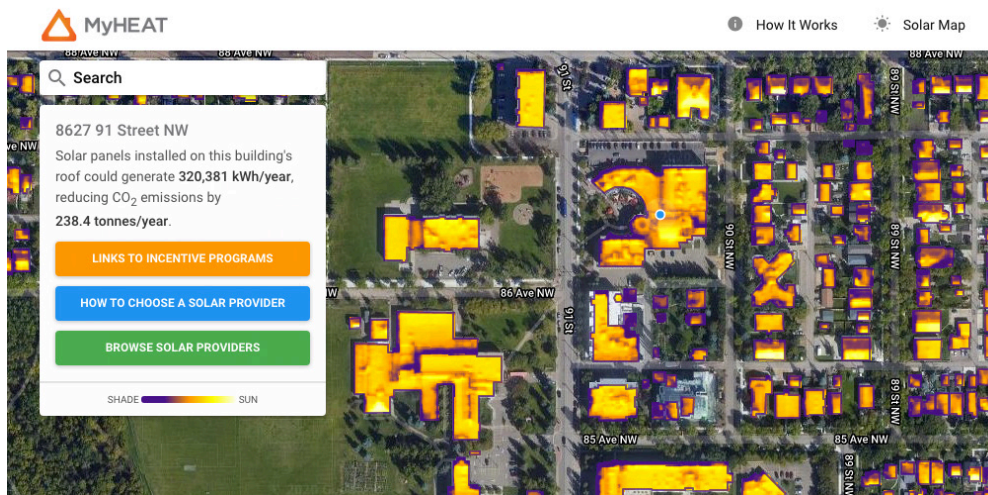 MyHEAT
How It Works
Solar Map
88 Ave NW
88 Ave NW
88 Ave NW
Search
8627 91 Street NW
Solar panels installed on this building's
roof could generate 320,381 kWh/year,
reducing CO2 emissions by
238.4 tonnes/year.
LINKS TO INCENTIVE PROGRAMS
HOW TO CHOOSE A SOLAR PROVIDER
BROWSE SOLAR PROVIDERS
SHADE
SUN
ve NW
91 St
89 St NW
90 St NW
89 St NW
W
86 Ave NW
91 St
89 St NW
85 Ave NW
85 Ave NW
89 St N